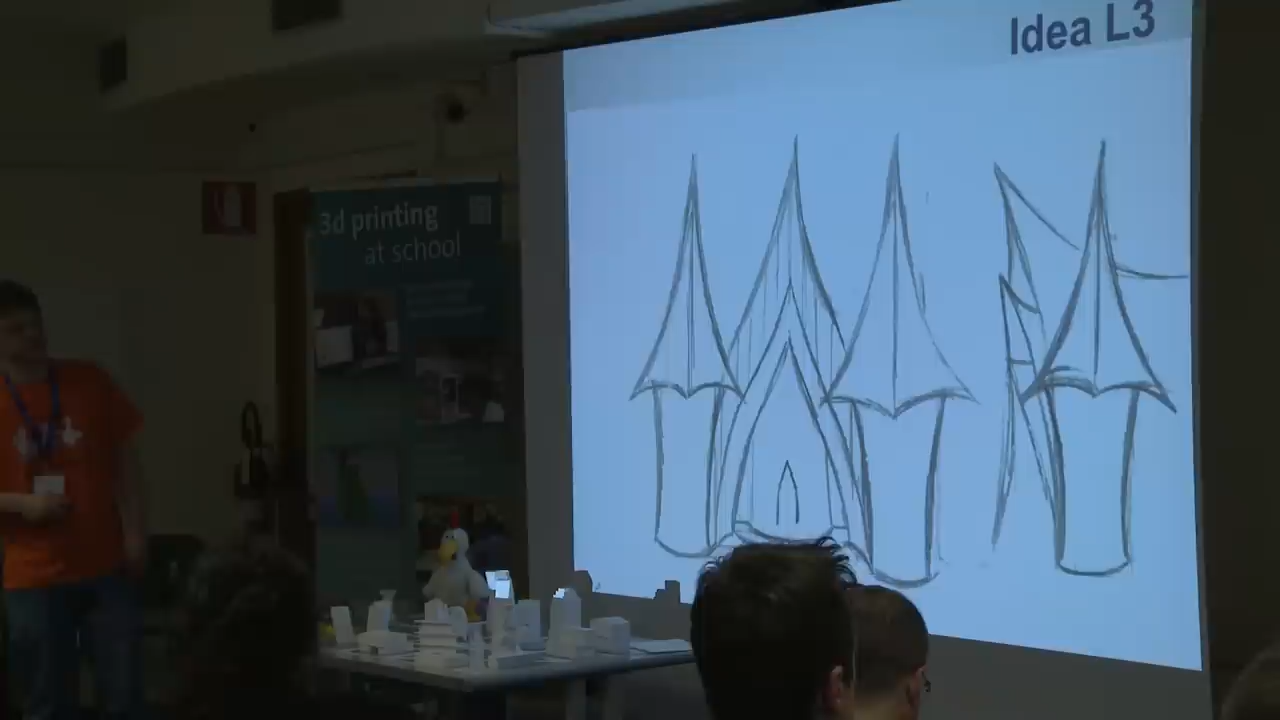 Idea L3
3d printing
at school